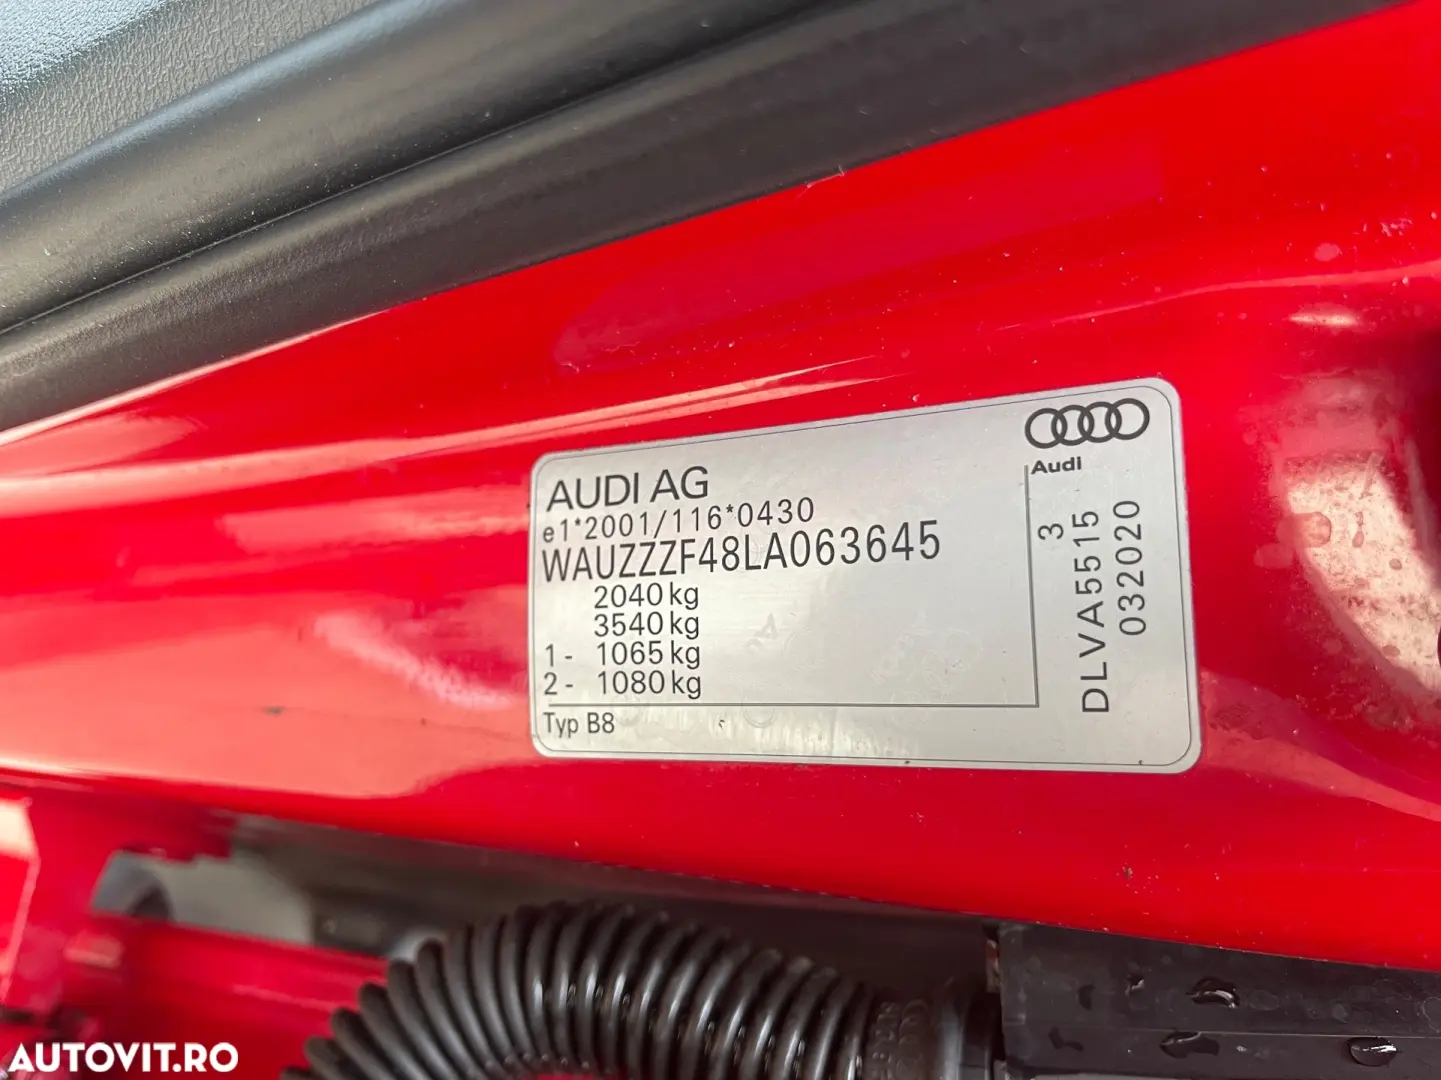 AUDI AG
e1*2001/116*0430
WAUZZZF48LA063645
2040 kg
3540 kg
1- 1065 kg
2- 1080 kg
Typ B8
Audi
3
DLVA5515
032020
AUTOVIT.RO